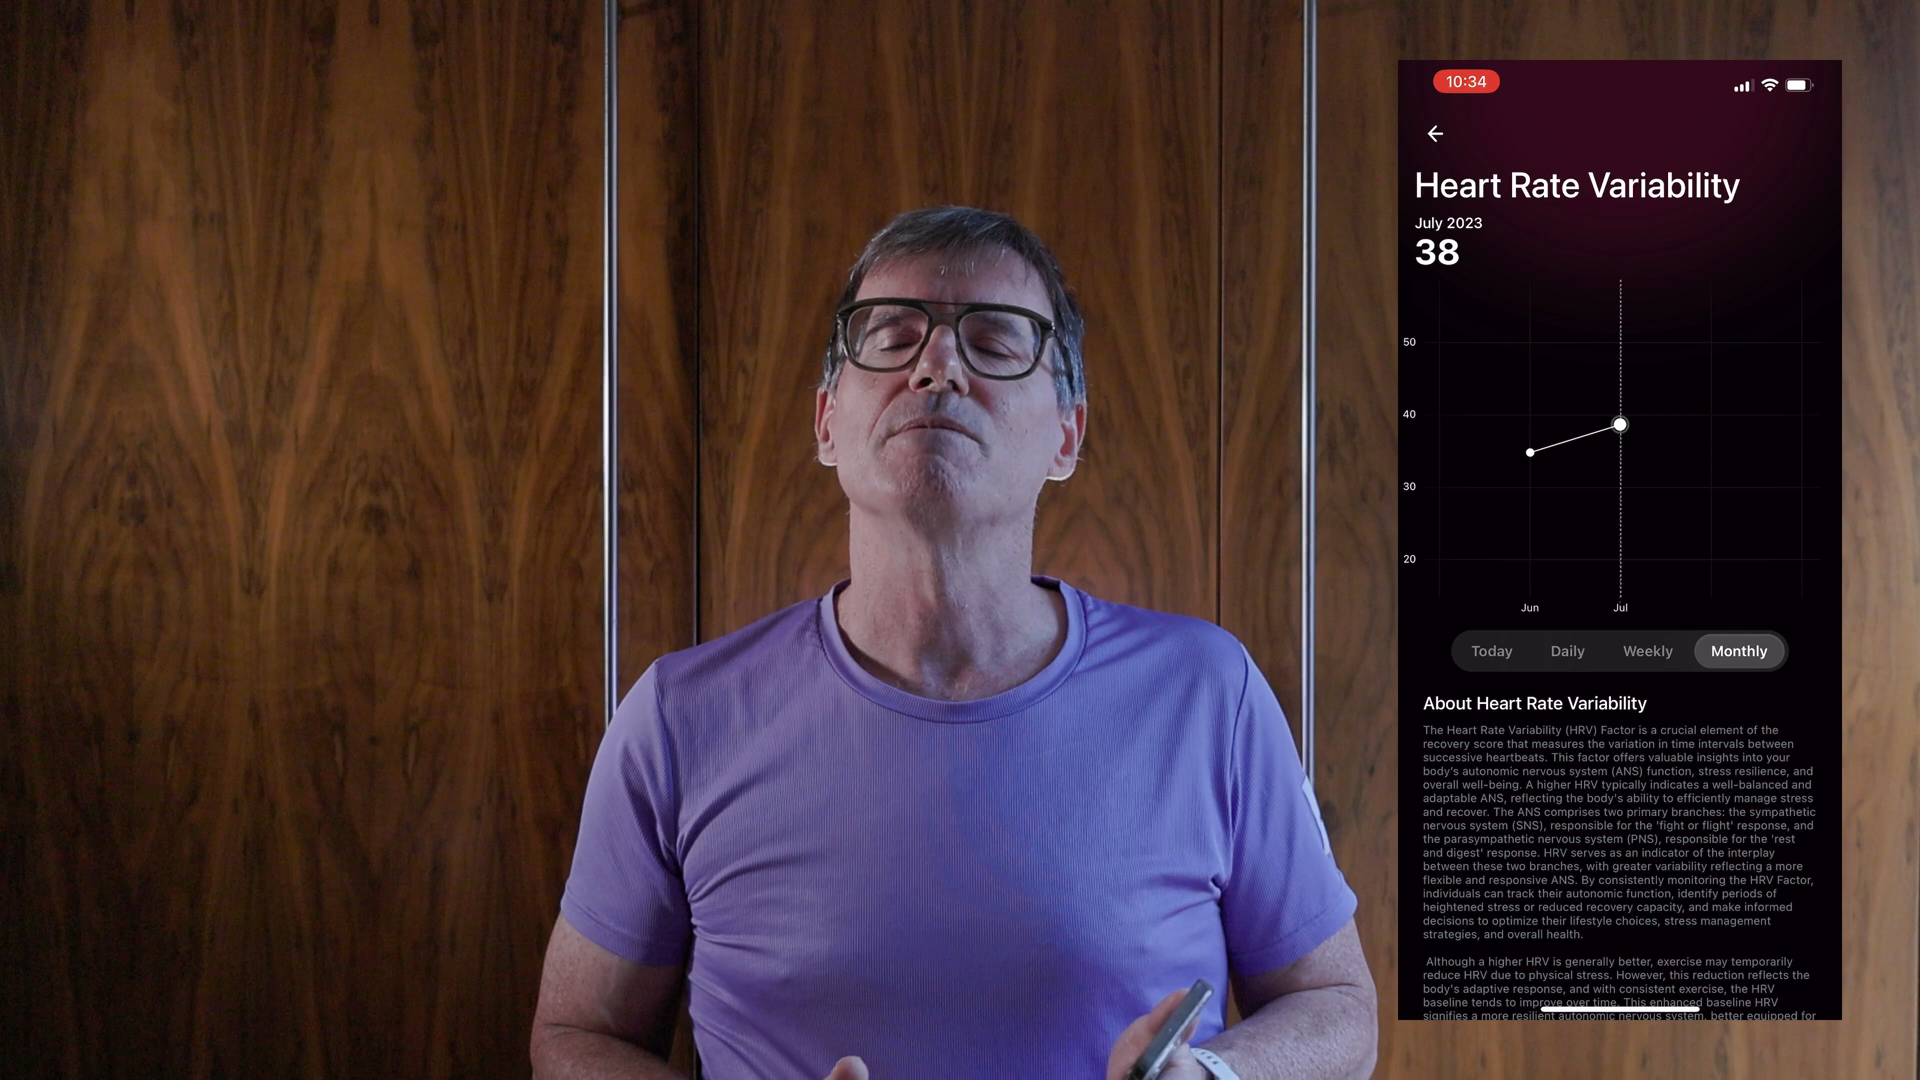 10:34
Heart Rate Variability
July 2023
38
50
40
30
20
Jun Jul
Today Daily Weekly Monthly
About Heart Rate Variability
The Heart Rate Variability (HRV) Factor is a crucial element of the
recovery score that measures the variation in time intervals between
successive heartbeats. This factor offers valuable insights into your
body's autonomic nervous system (ANS) function, stress resilience, and
overall well-being. A higher HRV typically indicates a well-balanced and
adaptable ANS, reflecting the body's ability to efficiently manage stress
and recover. The ANS comprises two primary branches: the sympathetic
nervous system (SNS), responsible for the 'fight or flight' response, and
the parasympathetic nervous system (PNS), responsible for the 'rest
and digest' response. HRV serves as an indicator of the interplay
between these two branches, with greater variability reflecting a more
flexible and responsive ANS. By consistently monitoring the HRV Factor,
individuals can track their autonomic function, identify periods of
heightened stress or reduced recovery capacity, and make informed
decisions to optimize their lifestyle choices, stress management
strategies, and overall health.
Although a higher HRV is generally better, exercise may temporarily
reduce HRV due to physical stress. However, this reduction reflects the
body's adaptive response, and with consistent exercise, the HRV
baseline tends to improve over time. This enhanced baseline HRV
signifies a more resilient autonomic nervous system, better equipped for